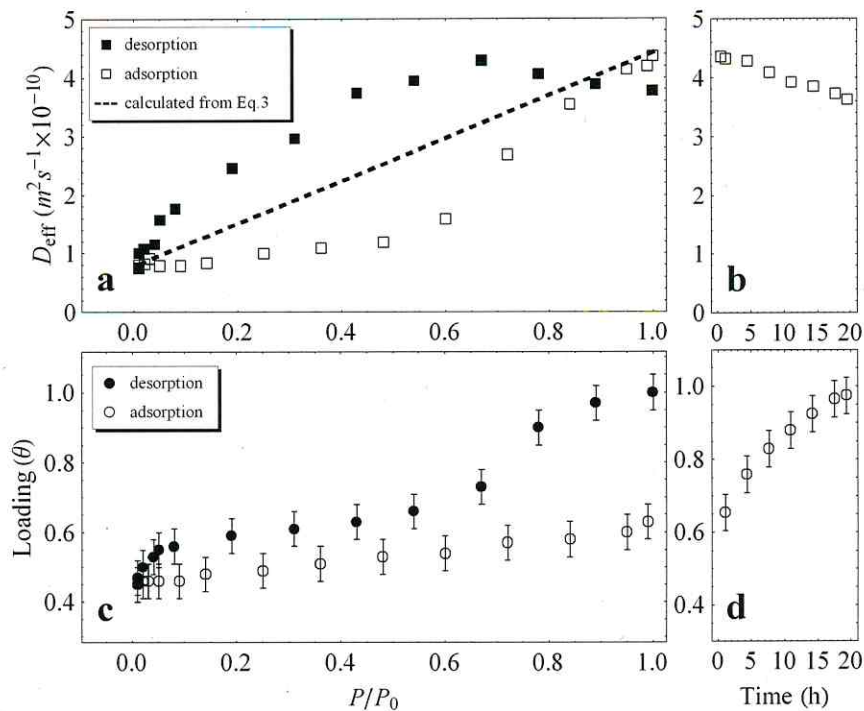 5
4
3
2
1
0
D_eff (m²s⁻¹×10⁻¹⁰)
desorption
adsorption
calculated from Eq.3
a
0.0 0.2 0.4 0.6 0.8 1.0
5
4
3
2
1
0
b
0 5 10 15 20
1.0
0.8
0.6
0.4
Loading (θ)
desorption
adsorption
c
0.0 0.2 0.4 0.6 0.8 1.0
P/P₀
1.0
0.8
0.6
0.4
d
0 5 10 15 20
Time (h)